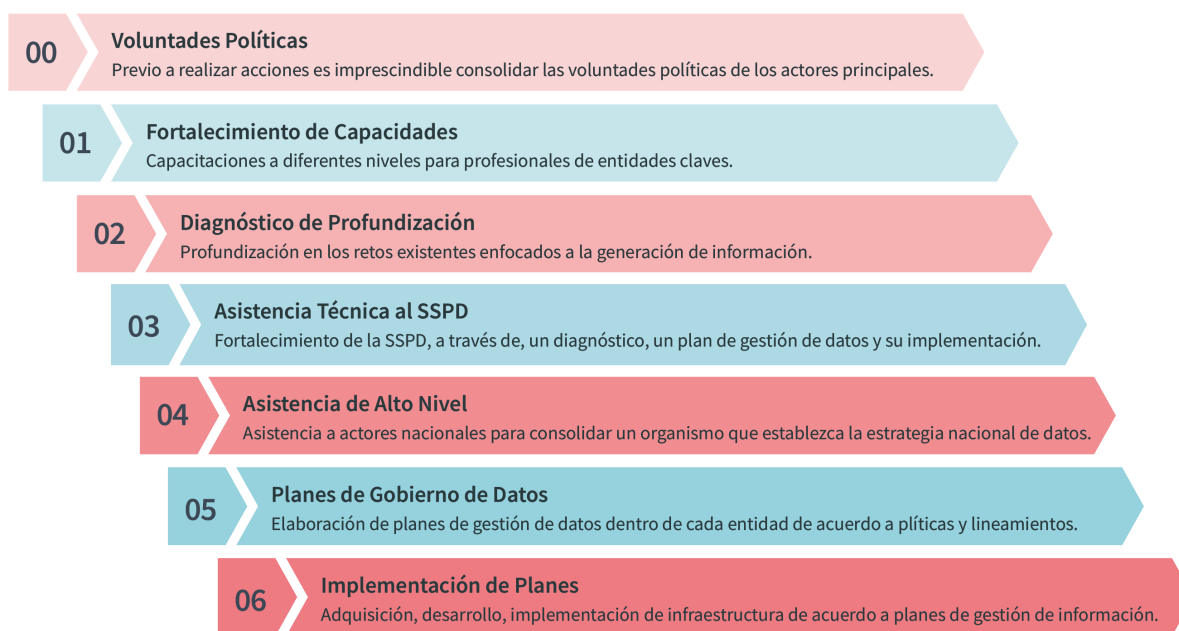 00
Voluntades Políticas
Previo a realizar acciones es imprescindible consolidar las voluntades políticas de los actores principales.
01
Fortalecimiento de Capacidades
Capacitaciones a diferentes niveles para profesionales de entidades claves.
02
Diagnóstico de Profundización
Profundización en los retos existentes enfocados a la generación de información.
03
Asistencia Técnica al SSPD
Fortalecimiento de la SSPD, a través de, un diagnóstico, un plan de gestión de datos y su implementación.
04
Asistencia de Alto Nivel
Asistencia a actores nacionales para consolidar un organismo que establezca la estrategia nacional de datos.
05
Planes de Gobierno de Datos
Elaboración de planes de gestión de datos dentro de cada entidad de acuerdo a plíticas y lineamientos.
06
Implementación de Planes
Adquisición, desarrollo, implementación de infraestructura de acuerdo a planes de gestión de información.